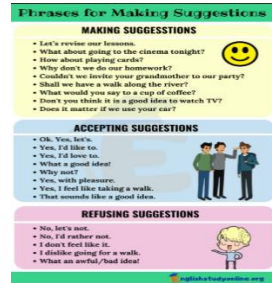 Phrases for Making Suggestions
MAKING SUGGESSTIONS
• Let's revise our lessons.
• What about going to the cinema tonight?
• How about playing cards?
• Why don't we do our homework?
• Couldn't we invite your grandmother to our party?
• Shall we have a walk along the river?
• What would you say to a cup of coffee?
• Don't you think it is a good idea to watch TV?
• Does it matter if we use your car?
ACCEPTING SUGGESTIONS
• Ok. Yes, let's.
• Yes, I'd like to.
• Yes, I'd love to.
• What a good idea!
• Why not?
• Yes, with pleasure.
• Yes, I feel like taking a walk.
• That sounds like a good idea.
REFUSING SUGGESTIONS
• No, let's not.
• No, I'd rather not.
• I don't feel like it.
• I dislike going for a walk.
• What an awful/bad idea!
Englishstudyonline.org